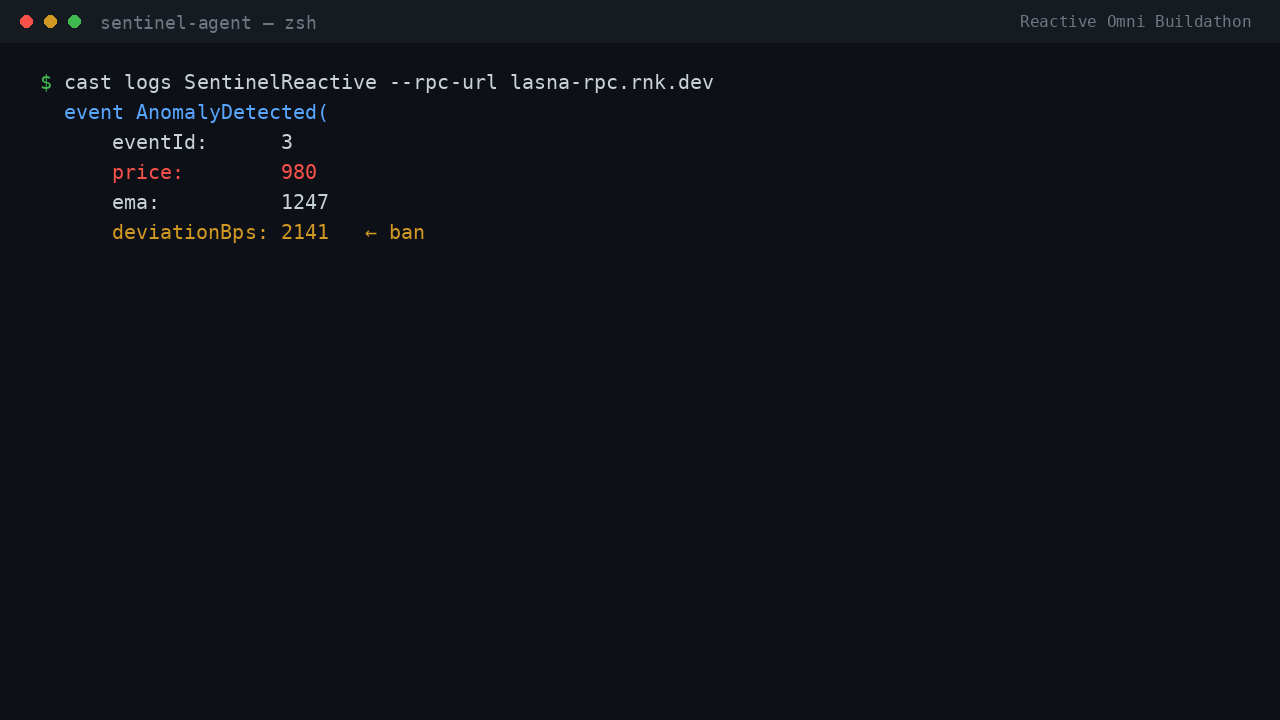 sentinel-agent — zsh
Reactive Omni Buildathon
$ cast logs SentinelReactive --rpc-url lasna-rpc.rnk.dev
event AnomalyDetected(
eventId: 3
price: 980
ema: 1247
deviationBps: 2141 ← ban